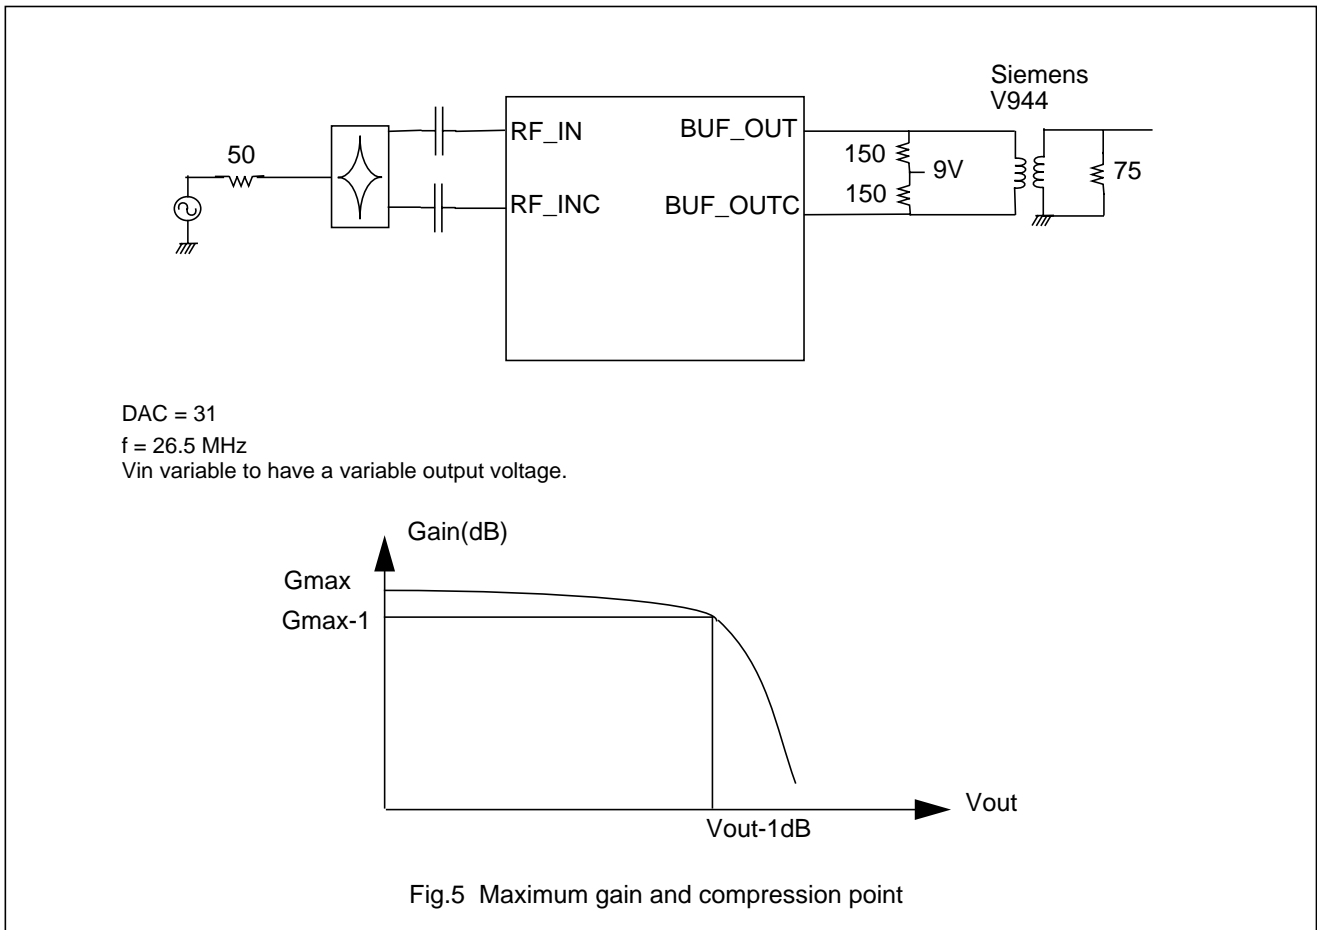 Siemens
V944
50
RF_IN
BUF_OUT
150
9V
75
150
RF_INC
BUF_OUTC
DAC = 31
f = 26.5 MHz
Vin variable to have a variable output voltage.
Gain(dB)
Gmax
Gmax-1
Vout
Vout-1dB
Fig.5 Maximum gain and compression point